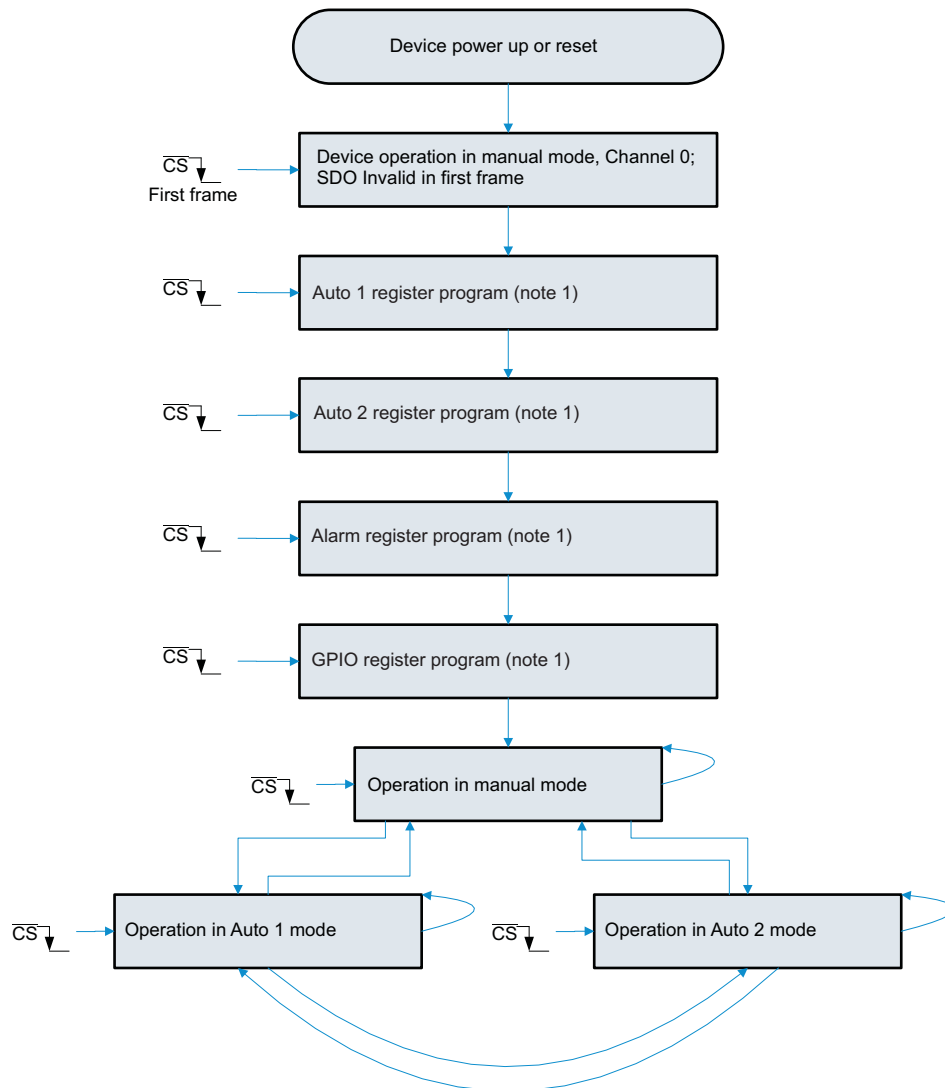 Device power up or reset
CS
First frame
Device operation in manual mode, Channel 0;
SDO Invalid in first frame
CS
Auto 1 register program (note 1)
CS
Auto 2 register program (note 1)
CS
Alarm register program (note 1)
CS
GPIO register program (note 1)
CS
Operation in manual mode
CS
Operation in Auto 1 mode
CS
Operation in Auto 2 mode